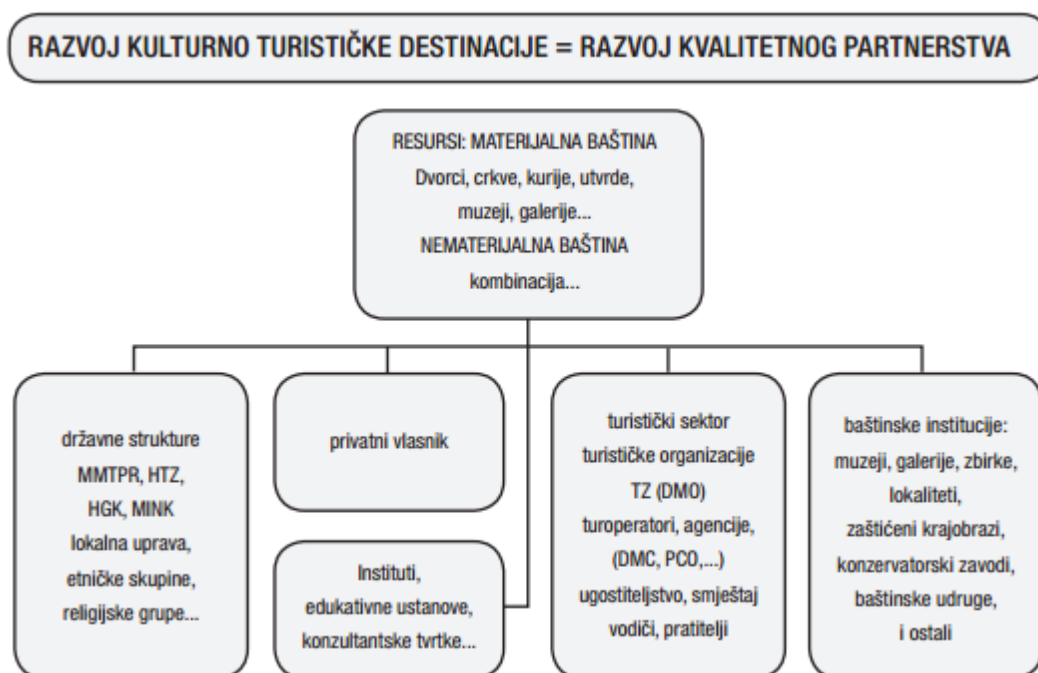 RAZVOJ KULTURNO TURISTIČKE DESTINACIJE = RAZVOJ KVALITETNOG PARTNERSTVA
RESURSI: MATERIJALNA BAŠTINA
Dvorci, crkve, kurije, utvrde,
muzeji, galerije...
NEMATERIJALNA BAŠTINA
kombinacija...
državne strukture
MMTPR, HTZ,
HGK, MINK
lokalna uprava,
etničke skupine,
religijske grupe...
privatni vlasnik
Instituti,
edukativne ustanove,
konzultantske tvrtke...
turistički sektor
turističke organizacije
TZ (DMO)
turoperatori, agencije,
(DMC, PCO,...)
ugostiteljstvo, smještaj
vodiči, pratitelji
baštinske institucije:
muzeji, galerije, zbirke,
lokaliteti,
zaštićeni krajobrazi,
konzervatorski zavodi,
baštinske udruge,
i ostali